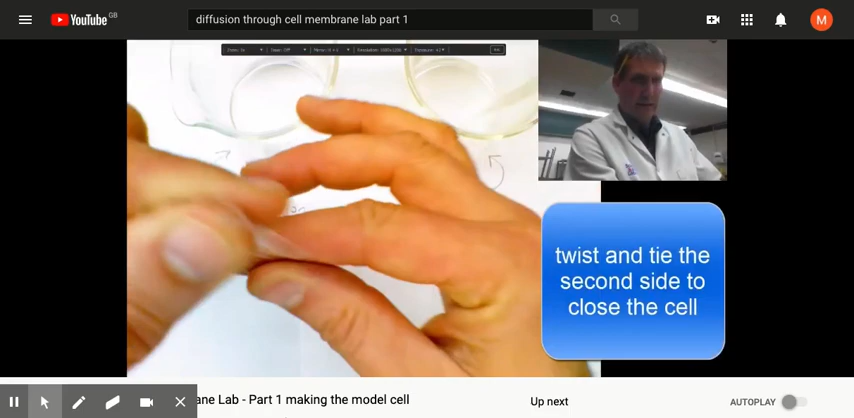 YouTube GB
diffusion through cell membrane lab part 1
M
twist and tie the
second side to
close the cell
ane Lab - Part 1 making the model cell
Up next
AUTOPLAY